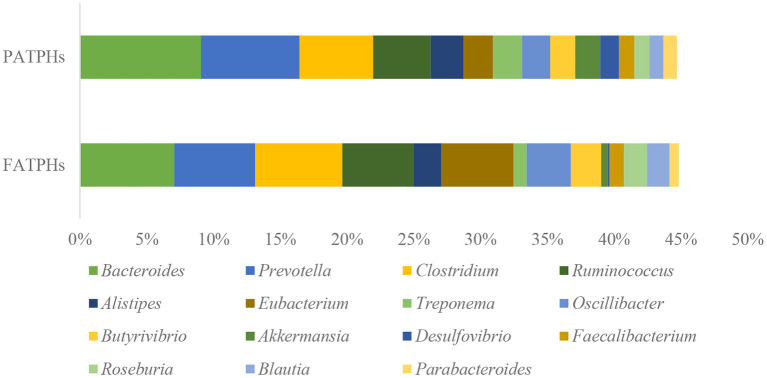 PATPHs
FATPHs
0% 5% 10% 15% 20% 25% 30% 35% 40% 45% 50%
Bacteroides Prevotella Clostridium Ruminococcus
Alistipes Eubacterium Treponema Oscillibacter
Butyrivibrio Akkermansia Desulfovibrio Faecalibacterium
Roseburia Blautia Parabacteroides